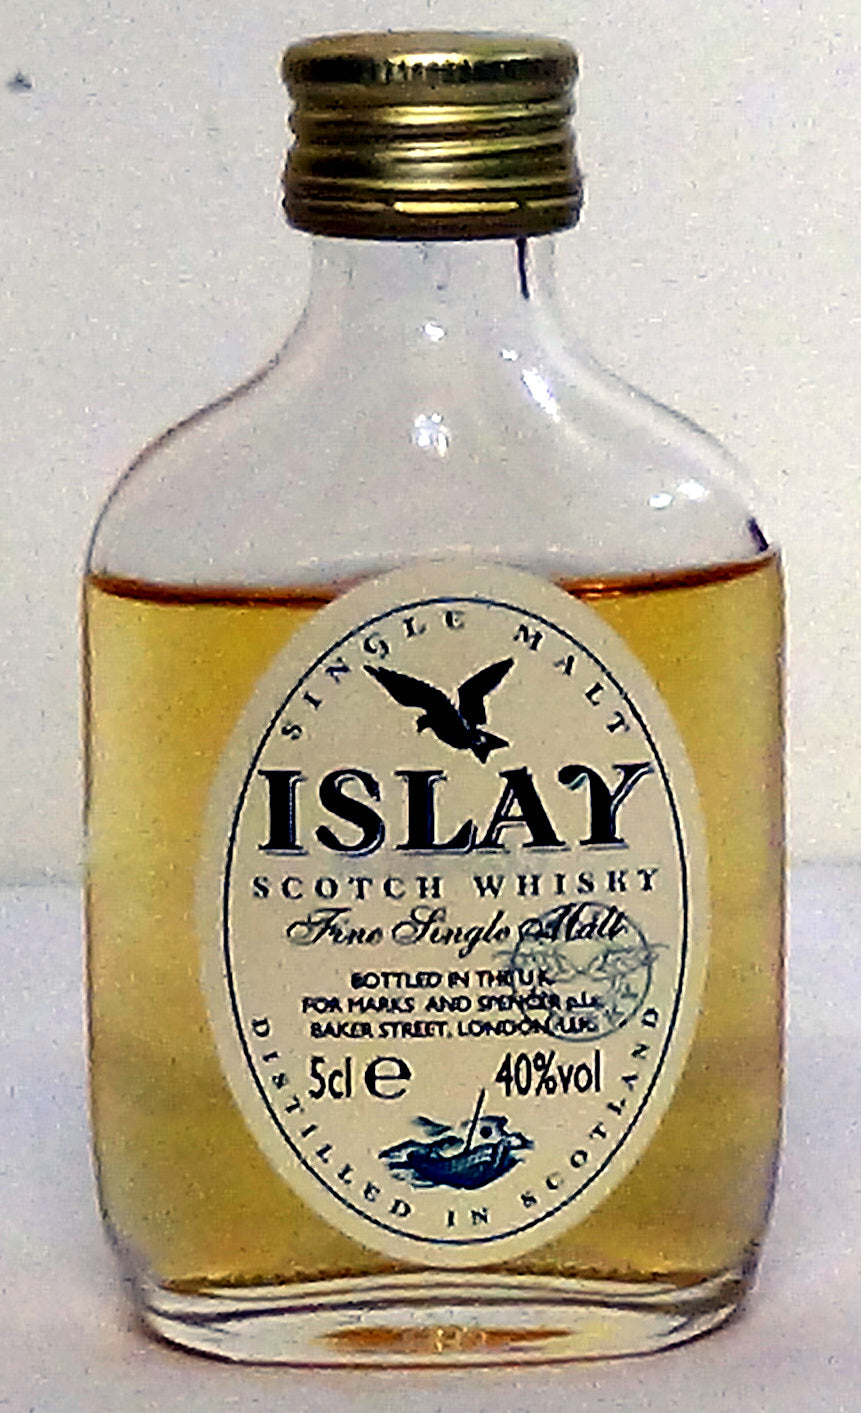 SINGLE MALT
ISLAY
SCOTCH WHISKY
Fine Single Malt
BOTTLED IN THE U.K.
FOR MARKS AND SPENCER p.l.c.
BAKER STREET, LONDON, U.K.
5cl e 40%vol
DISTILLED IN SCOTLAND